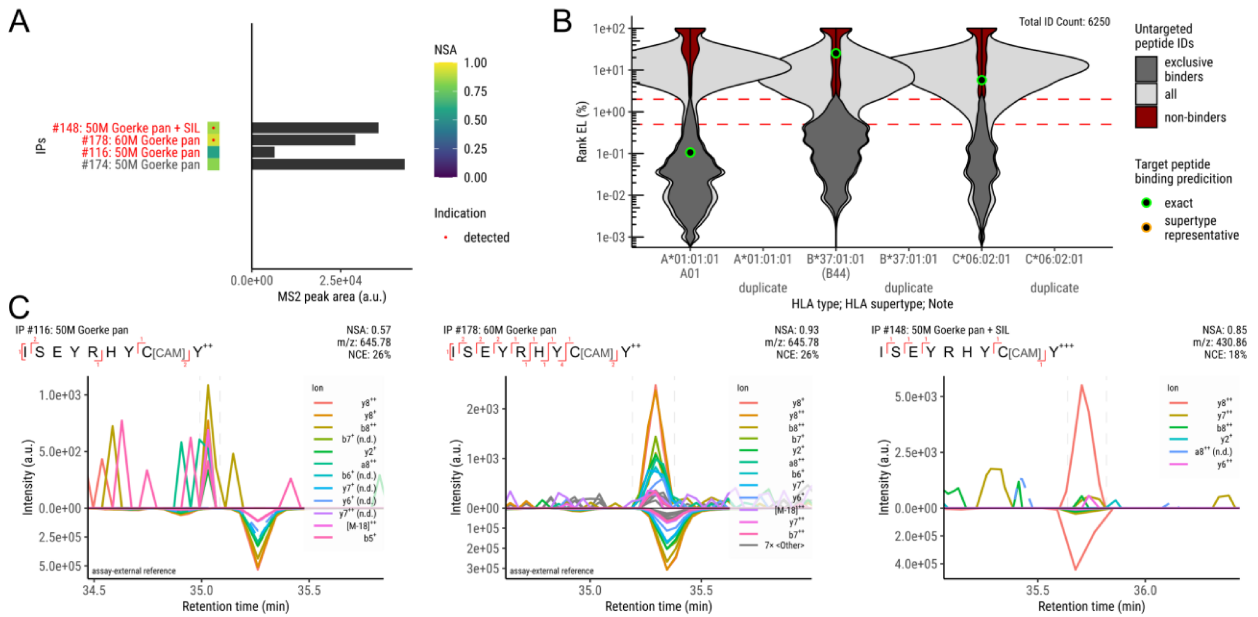 A
IPs
#148: 50M Goerke pan + SIL
#178: 60M Goerke pan
#116: 50M Goerke pan
#174: 50M Goerke pan
0.0e+00
2.5e+04
MS2 peak area (a.u.)
NSA
1.00
0.75
0.50
0.25
0.00
Indication
detected
B
Total ID Count: 6250
Rank EL (%)
1e+02
1e+01
1e+00
1e-01
1e-02
1e-03
A*01:01:01
A01
A*01:01:01
duplicate
B*37:01:01
(B44)
B*37:01:01
duplicate
C*06:02:01
C*06:02:01
duplicate
HLA type; HLA supertype; Note
Untargeted
peptide IDs
exclusive
binders
all
non-binders
Target peptide
binding predicition
exact
supertype
representative
C
IP #116: 50M Goerke pan
NSA: 0.57
m/z: 645.78
NCE: 26%
I S E Y R H Y C[CAM] Y++
Intensity (a.u.)
1.0e+03
5.0e+02
0.0e+00
5.0e+05
Ion
y8++
y8+
b8++
b7+ (n.d.)
y2+
a8++
b6+ (n.d.)
y7+ (n.d.)
y6+ (n.d.)
y7++ (n.d.)
[M-18]++
b5+
assay-external reference
34.5
35.0
35.5
Retention time (min)
IP #178: 60M Goerke pan
NSA: 0.93
m/z: 645.78
NCE: 26%
I S E Y R H Y C[CAM] Y++
Intensity (a.u.)
2e+03
1e+03
0e+00
1e+05
2e+05
3e+05
Ion
y8+
y8++
b8++
b7+
y2+
a8++
b6+
y7+
y6+
[M-18]++
y7++
b7++
7× <Other>
assay-external reference
35.0
35.5
Retention time (min)
IP #148: 50M Goerke pan + SIL
NSA: 0.85
m/z: 430.86
NCE: 18%
I S E Y R H Y C[CAM] Y+++
Intensity (a.u.)
4.0e+03
2.0e+03
0.0e+00
2.0e+05
4.0e+05
Ion
y8++
y7++
b8++
y2+
a8++ (n.d.)
y6++
35.5
36.0
Retention time (min)